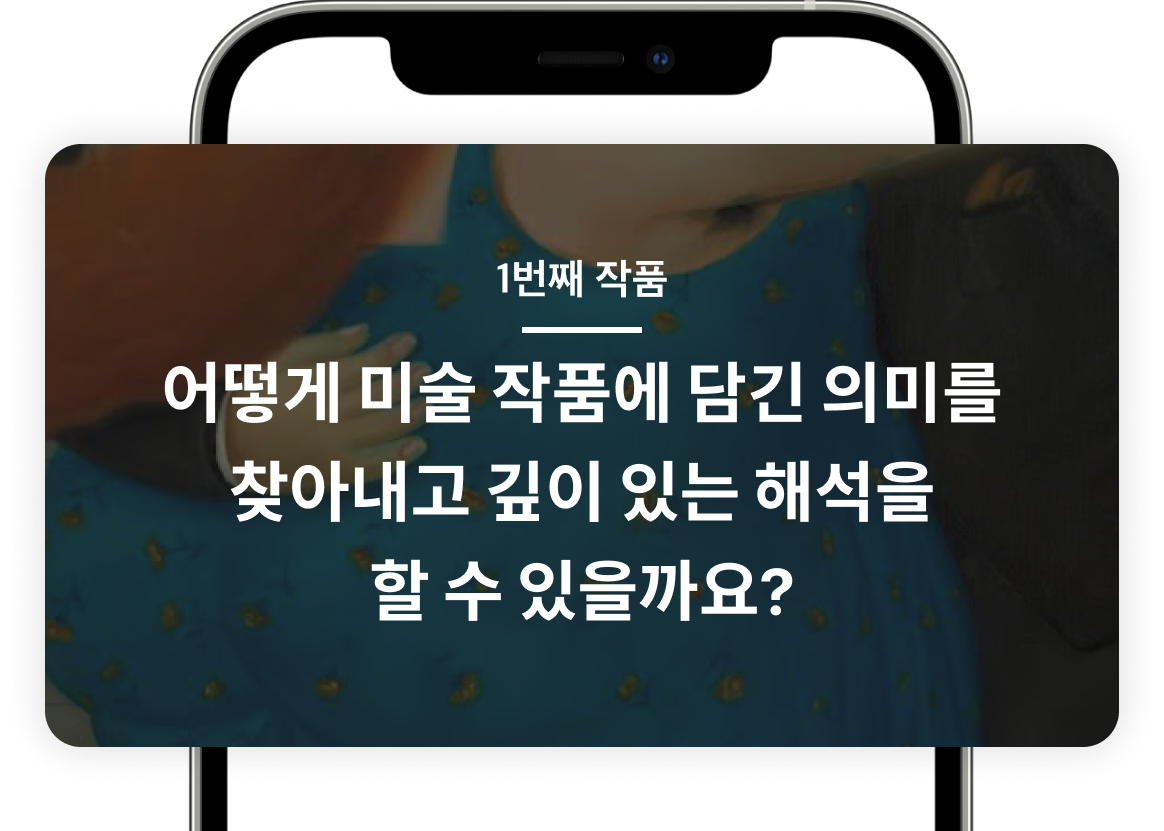 1번째 작품
어떻게 미술 작품에 담긴 의미를
찾아내고 깊이 있는 해석을
할 수 있을까요?